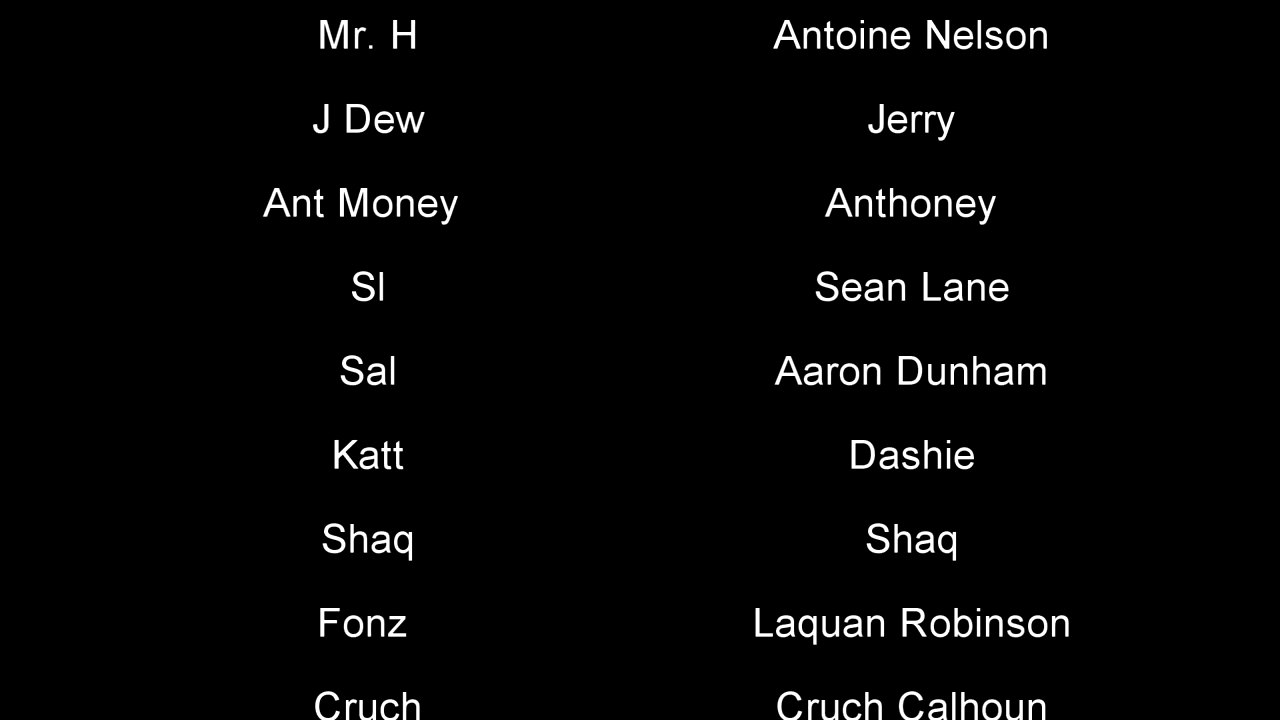 Mr. H Antoine Nelson
J Dew Jerry
Ant Money Anthoney
Sl Sean Lane
Sal Aaron Dunham
Katt Dashie
Shaq Shaq
Fonz Laquan Robinson
Cruch Cruch Calhoun